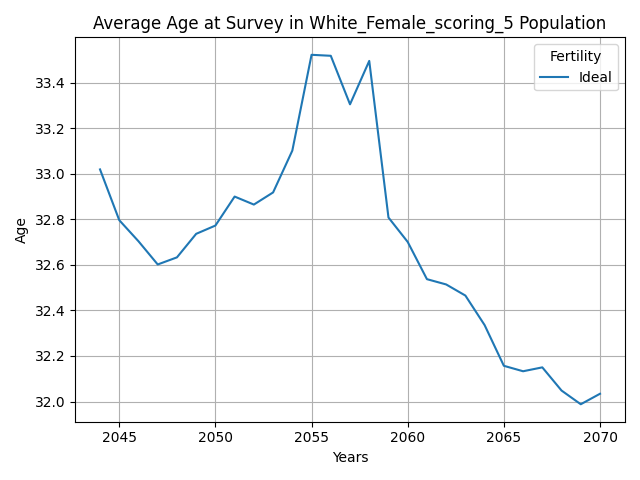 Average Age at Survey in White_Female_scoring_5 Population
Fertility
Ideal
33.4
33.2
33.0
32.8
32.6
32.4
32.2
32.0
Age
2045 2050 2055 2060 2065 2070
Years